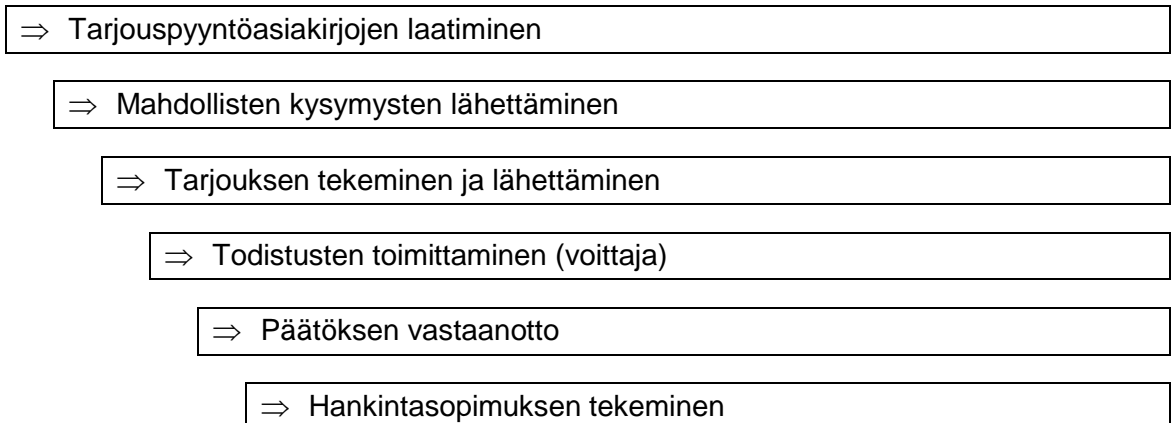 ⇒ Tarjouspyyntöasiakirjojen laatiminen
⇒ Mahdollisten kysymysten lähettäminen
⇒ Tarjouksen tekeminen ja lähettäminen
⇒ Todistusten toimittaminen (voittaja)
⇒ Päätöksen vastaanotto
⇒ Hankintasopimuksen tekeminen